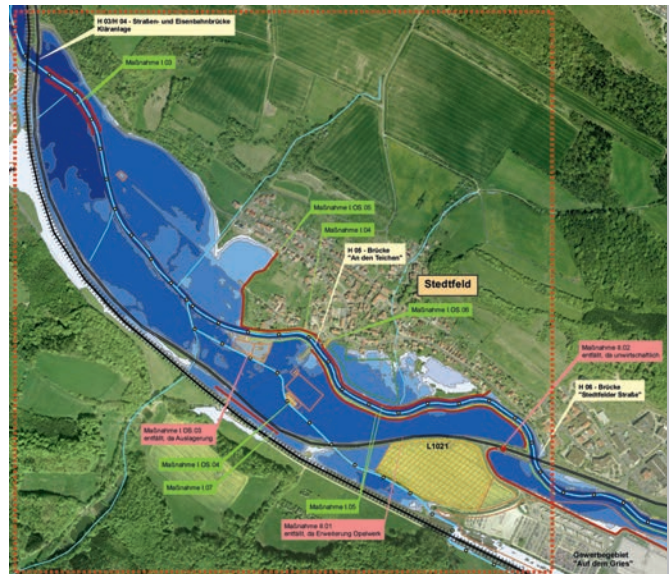 H 03/H 04 - Straßen- und Eisenbahnbrücke
Kläranlage
Maßnahme I.03
Maßnahme I.OS.05
Maßnahme I.04
H 05 - Brücke
"An den Teichen"
Stedtfeld
Maßnahme I.OS.06
Maßnahme II.02
entfällt, da unwirtschaftlich
H 06 - Brücke
"Stedtfelder Straße"
Maßnahme I.OS.03
entfällt, da Auslagerung
L1021
Maßnahme I.OS.04
Maßnahme I.07
Maßnahme I.05
Maßnahme II.01
entfällt, da Erweiterung Opelwerk
Gewerbegebiet
"Auf dem Gries"